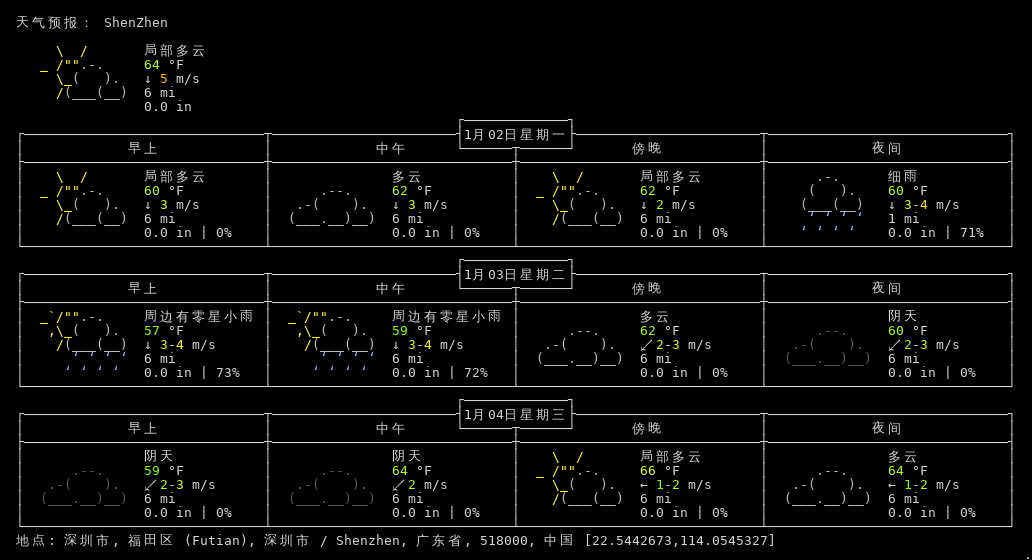 天气预报： ShenZhen
局部多云
64 °F
↓ 5 m/s
6 mi
0.0 in
1月02日星期一
早上 中午 傍晚 夜间
局部多云 多云 局部多云 细雨
60 °F 62 °F 62 °F 60 °F
↓ 3 m/s ↓ 3 m/s ↓ 2 m/s ↓ 3-4 m/s
6 mi 6 mi 6 mi 1 mi
0.0 in | 0% 0.0 in | 0% 0.0 in | 0% 0.0 in | 71%
1月03日星期二
早上 中午 傍晚 夜间
周边有零星小雨 周边有零星小雨 多云 阴天
57 °F 59 °F 62 °F 60 °F
↓ 3-4 m/s ↓ 3-4 m/s ↙ 2-3 m/s ↙ 2-3 m/s
6 mi 6 mi 6 mi 6 mi
0.0 in | 73% 0.0 in | 72% 0.0 in | 0% 0.0 in | 0%
1月04日星期三
早上 中午 傍晚 夜间
阴天 阴天 局部多云 多云
59 °F 64 °F 66 °F 64 °F
↙ 2-3 m/s ↙ 2 m/s ← 1-2 m/s ← 1-2 m/s
6 mi 6 mi 6 mi 6 mi
0.0 in | 0% 0.0 in | 0% 0.0 in | 0% 0.0 in | 0%
地点: 深圳市, 福田区 (Futian), 深圳市 / Shenzhen, 广东省, 518000, 中国 [22.5442673,114.0545327]